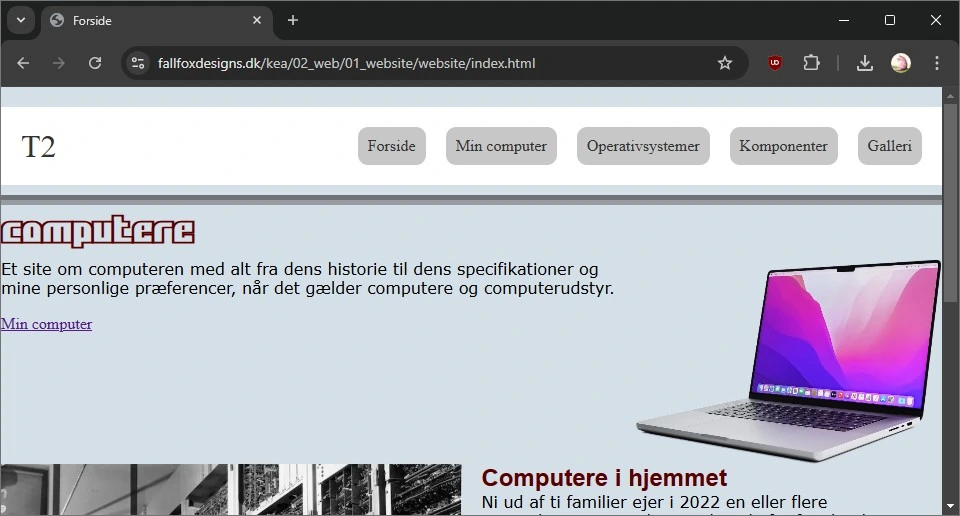 Forside
fallfoxdesigns.dk/kea/02_web/01_website/website/index.html
T2
Forside
Min computer
Operativsystemer
Komponenter
Galleri
computere
Et site om computeren med alt fra dens historie til dens specifikationer og
mine personlige præferencer, når det gælder computere og computerudstyr.
Min computer
Computere i hjemmet
Ni ud af ti familier ejer i 2022 en eller flere